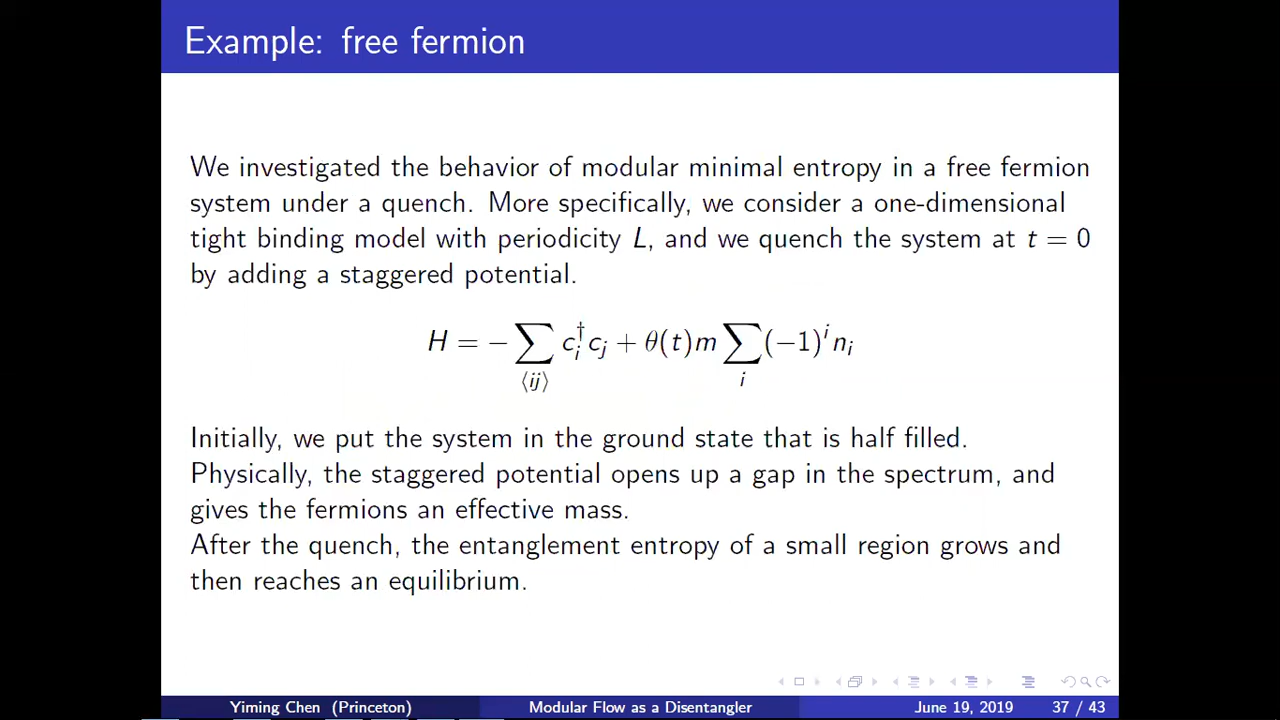 Example: free fermion
We investigated the behavior of modular minimal entropy in a free fermion
system under a quench. More specifically, we consider a one-dimensional
tight binding model with periodicity L, and we quench the system at t = 0
by adding a staggered potential.
H = − ∑_{⟨ij⟩} c_i^† c_j + θ(t)m ∑_i (−1)^i n_i
Initially, we put the system in the ground state that is half filled.
Physically, the staggered potential opens up a gap in the spectrum, and
gives the fermions an effective mass.
After the quench, the entanglement entropy of a small region grows and
then reaches an equilibrium.
Yiming Chen (Princeton) Modular Flow as a Disentangler June 19, 2019 37 / 43